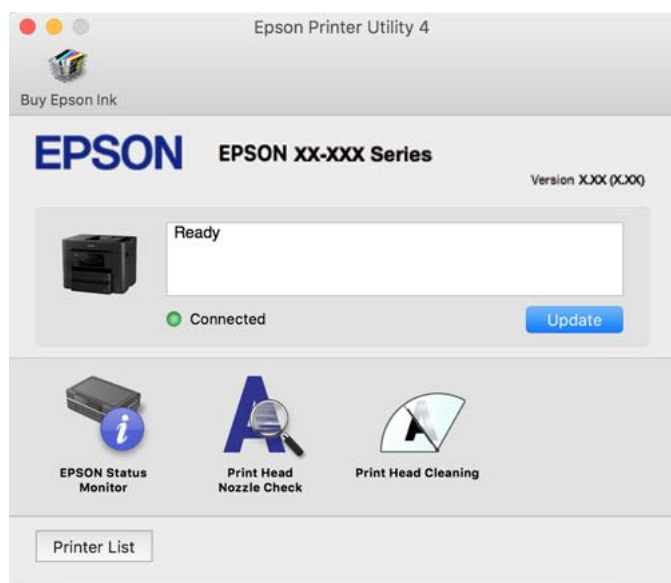 Epson Printer Utility 4
Buy Epson Ink
EPSON
EPSON XX-XXX Series
Version X.XX (X.XX)
Ready
Connected
Update
EPSON Status
Monitor
Print Head
Nozzle Check
Print Head Cleaning
Printer List